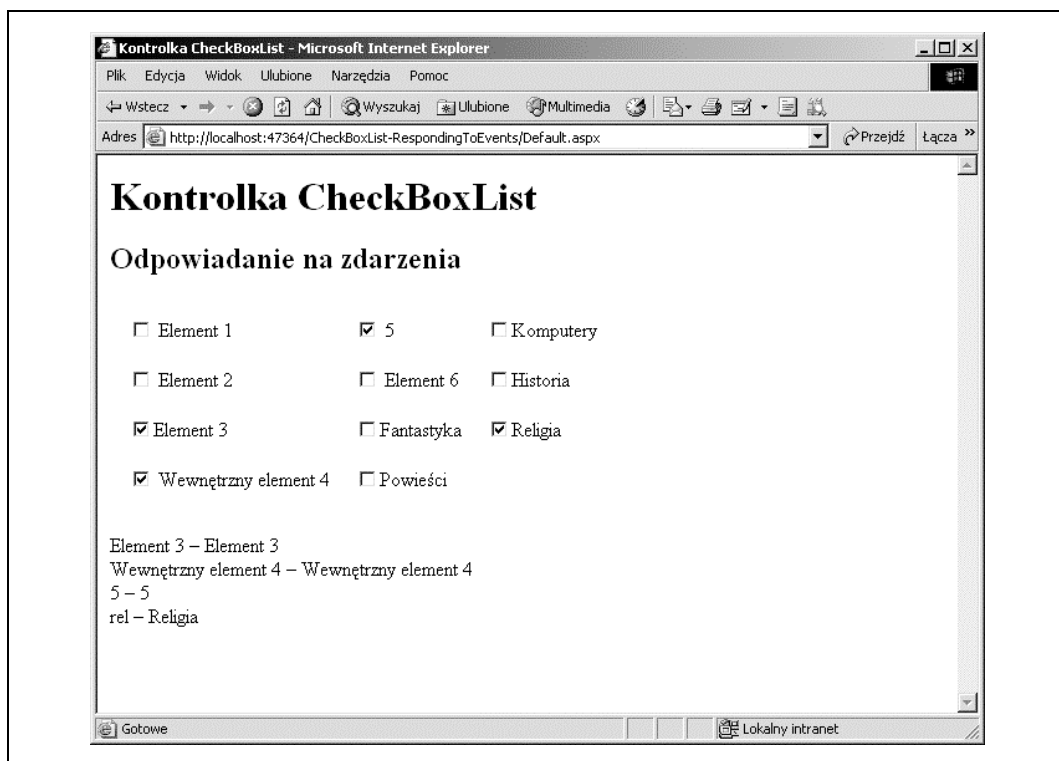 Kontrolka CheckBoxList - Microsoft Internet Explorer
Plik Edycja Widok Ulubione Narzędzia Pomoc
Wstecz Wyszukaj Ulubione Multimedia
Adres http://localhost:47364/CheckBoxList-RespondingToEvents/Default.aspx Przejdź Łącza »
Kontrolka CheckBoxList
Odpowiadanie na zdarzenia
Element 1 5 Komputery
Element 2 Element 6 Historia
Element 3 Fantastyka Religia
Wewnętrzny element 4 Powieści
Element 3 – Element 3
Wewnętrzny element 4 – Wewnętrzny element 4
5 – 5
rel – Religia
Gotowe Lokalny intranet